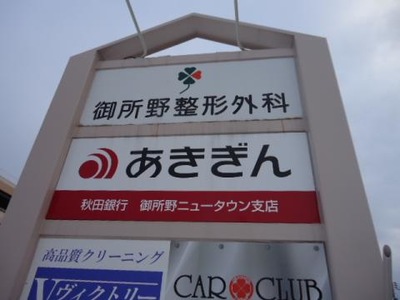 御所野整形外科
あきぎん
秋田銀行 御所野ニュータウン支店
高品質クリーニング
ヴィクトリー
CAR CLUB